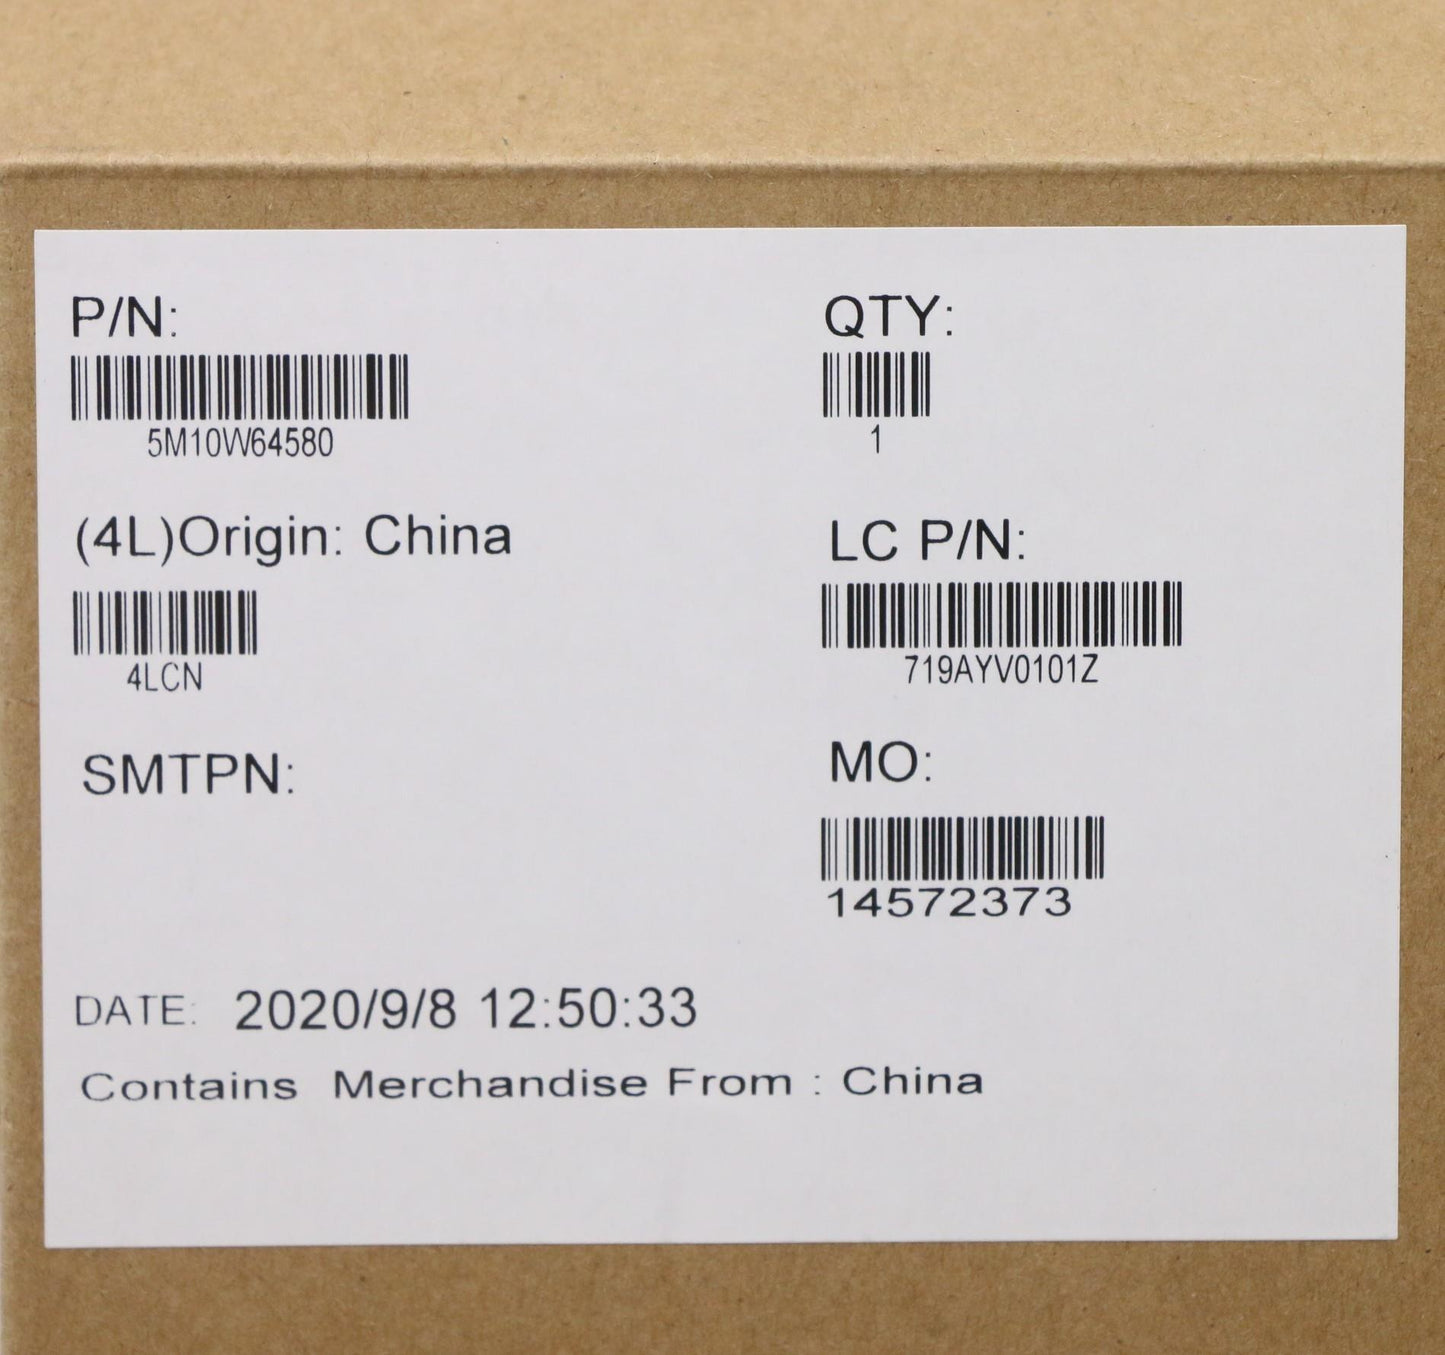 P/N:
QTY:
5M10W64580
1
(4L)Origin: China
LC P/N:
4LCN
719AYV0101Z
SMTPN:
MO:
14572373
DATE: 2020/9/8 12:50:33
Contains Merchandise From : China